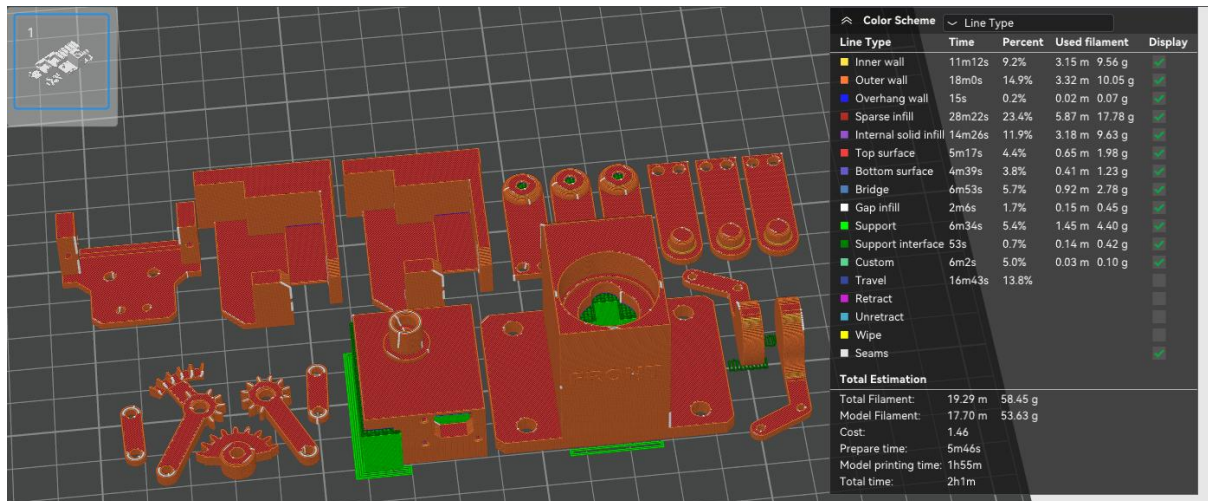 1
Color Scheme Line Type
Line Type Time Percent Used filament Display
Inner wall 11m12s 9.2% 3.15 m 9.56 g
Outer wall 18m0s 14.9% 3.32 m 10.05 g
Overhang wall 15s 0.2% 0.02 m 0.07 g
Sparse infill 28m22s 23.4% 5.87 m 17.78 g
Internal solid infill 14m26s 11.9% 3.18 m 9.63 g
Top surface 5m17s 4.4% 0.65 m 1.98 g
Bottom surface 4m39s 3.8% 0.41 m 1.23 g
Bridge 6m53s 5.7% 0.92 m 2.78 g
Gap infill 2m6s 1.7% 0.15 m 0.45 g
Support 6m34s 5.4% 1.45 m 4.40 g
Support interface 53s 0.7% 0.14 m 0.42 g
Custom 6m2s 5.0% 0.03 m 0.10 g
Travel 16m43s 13.8%
Retract
Unretract
Wipe
Seams
Total Estimation
Total Filament: 19.29 m 58.45 g
Model Filament: 17.70 m 53.63 g
Cost: 1.46
Prepare time: 5m46s
Model printing time: 1h55m
Total time: 2h1m
FRONT